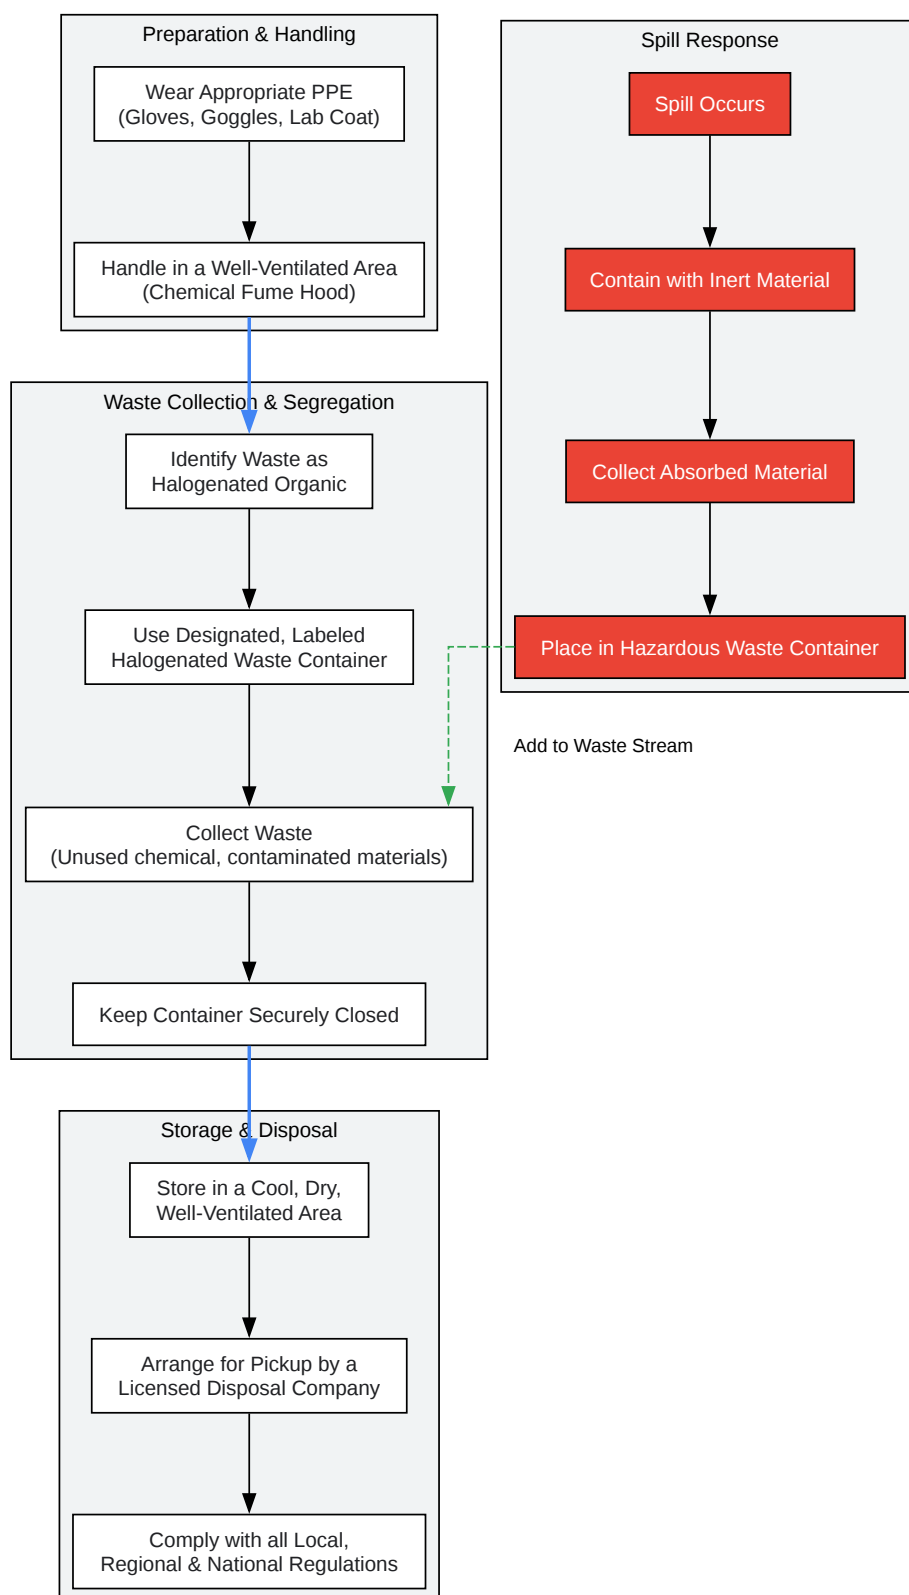 Preparation & Handling
Wear Appropriate PPE
(Gloves, Goggles, Lab Coat)
Handle in a Well-Ventilated Area
(Chemical Fume Hood)
Waste Collection & Segregation
Identify Waste as
Halogenated Organic
Use Designated, Labeled
Halogenated Waste Container
Collect Waste
(Unused chemical, contaminated materials)
Keep Container Securely Closed
Storage & Disposal
Store in a Cool, Dry,
Well-Ventilated Area
Arrange for Pickup by a
Licensed Disposal Company
Comply with all Local,
Regional & National Regulations
Spill Response
Spill Occurs
Contain with Inert Material
Collect Absorbed Material
Place in Hazardous Waste Container
Add to Waste Stream